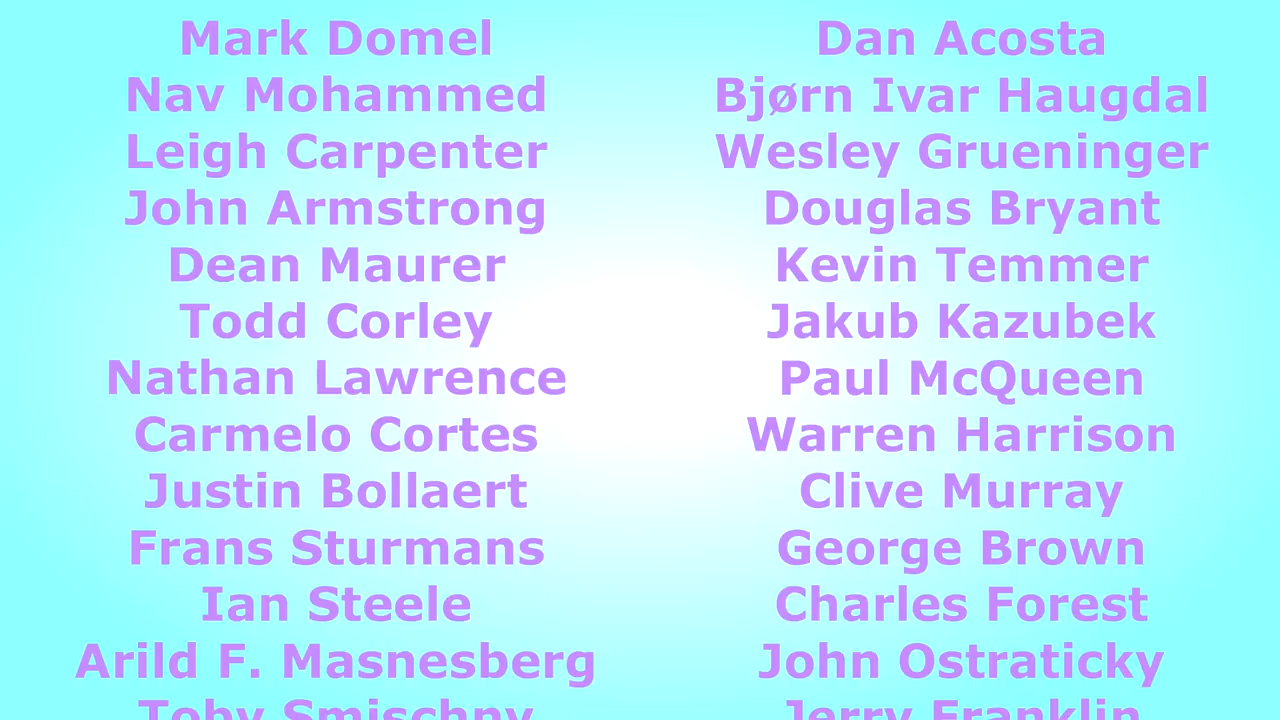 Mark Domel
Nav Mohammed
Leigh Carpenter
John Armstrong
Dean Maurer
Todd Corley
Nathan Lawrence
Carmelo Cortes
Justin Bollaert
Frans Sturmans
Ian Steele
Arild F. Masnesberg
Toby Smischny
Dan Acosta
Bjørn Ivar Haugdal
Wesley Grueninger
Douglas Bryant
Kevin Temmer
Jakub Kazubek
Paul McQueen
Warren Harrison
Clive Murray
George Brown
Charles Forest
John Ostraticky
Jerry Franklin